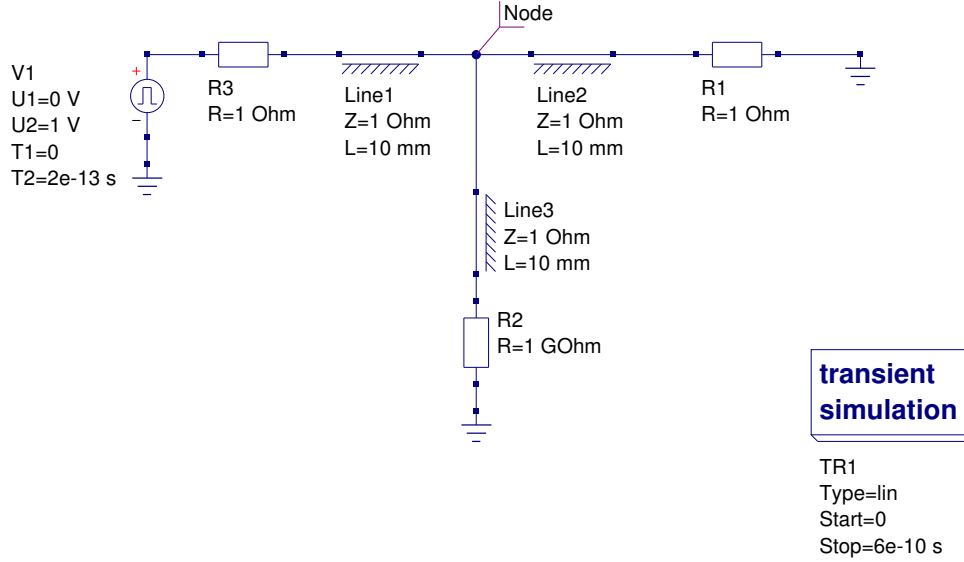 Node
V1
U1=0 V
U2=1 V
T1=0
T2=2e-13 s
R3
R=1 Ohm
Line1
Z=1 Ohm
L=10 mm
Line2
Z=1 Ohm
L=10 mm
R1
R=1 Ohm
Line3
Z=1 Ohm
L=10 mm
R2
R=1 GOhm
transient
simulation
TR1
Type=lin
Start=0
Stop=6e-10 s